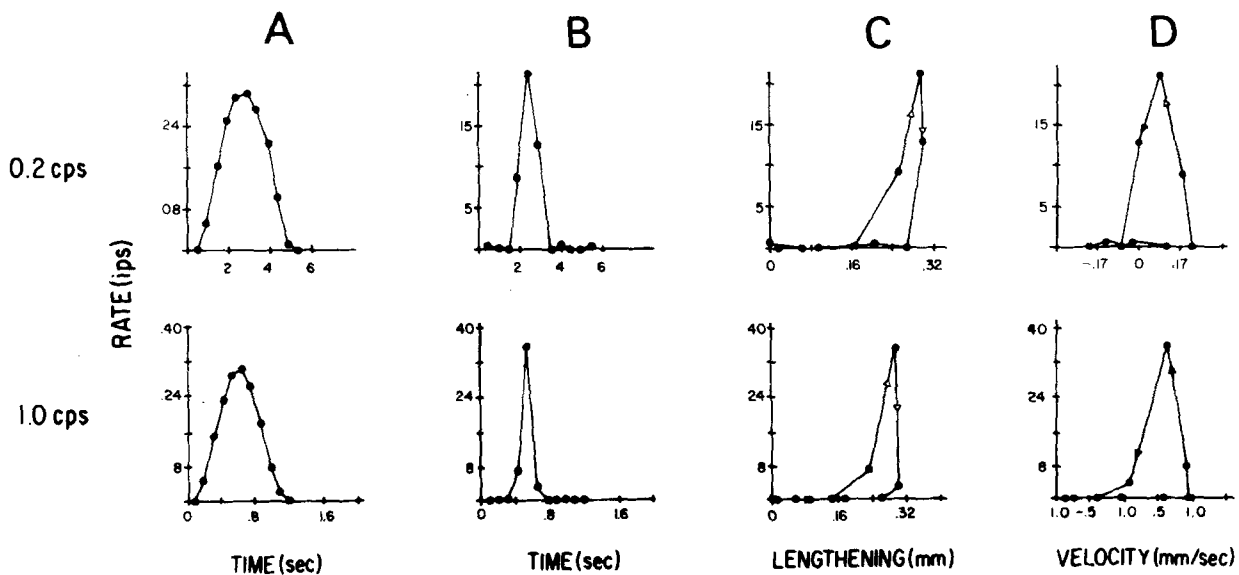 A B C D
0.2 cps
24
08
2 4 6
15
5
2 4 6
15
5
0 .16 .32
15
5
-.17 0 .17
RATE (ips)
1.0 cps
.40
.24
8
0 .8 1.6
40
24
8
0 .8 1.6
40
24
8
0 .16 .32
40
24
8
1.0 -.5 1.0 .5 1.0
TIME (sec) TIME (sec) LENGTHENING (mm) VELOCITY (mm/sec)